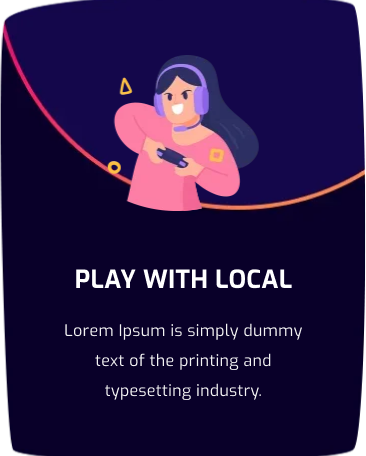 PLAY WITH LOCAL
Lorem Ipsum is simply dummy
text of the printing and
typesetting industry.